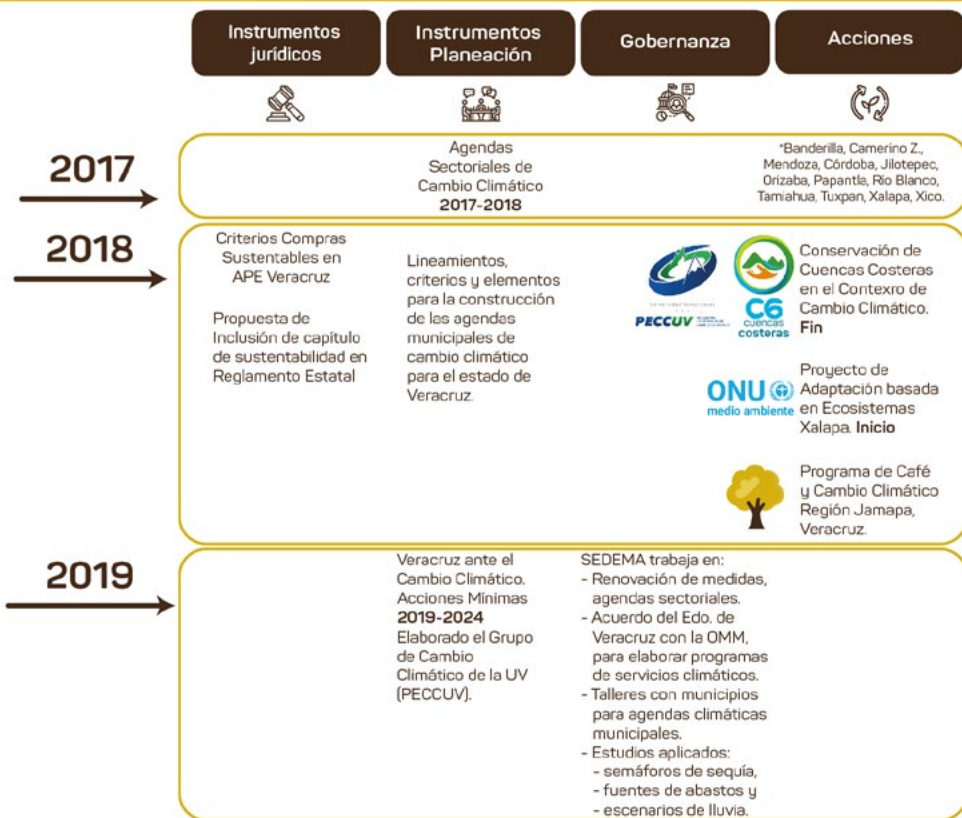 Instrumentos
jurídicos
Instrumentos
Planeación
Gobernanza
Acciones
2017
Agendas
Sectoriales de
Cambio Climático
2017-2018
*Banderilla, Camerino Z.,
Mendoza, Córdoba, Jilotepec,
Orizaba, Papantla, Río Blanco,
Tamiahua, Tuxpan, Xalapa, Xico.
2018
Criterios Compras
Sustentables en
APE Veracruz
Propuesta de
Inclusión de capítulo
de sustentabilidad en
Reglamento Estatal
Lineamientos,
criterios y elementos
para la construcción
de las agendas
municipales de
cambio climático
para el estado de
Veracruz.
PECCUV
C6
cuencas
costeras
Conservación de
Cuencas Costeras
en el Contexro de
Cambio Climático.
Fin
ONU
medio ambiente
Proyecto de
Adaptación basada
en Ecosistemas
Xalapa. Inicio
Programa de Café
y Cambio Climático
Región Jamapa,
Veracruz.
2019
Veracruz ante el
Cambio Climático.
Acciones Mínimas
2019-2024
Elaborado el Grupo
de Cambio
Climático de la UV
(PECCUV).
SEDEMA trabaja en:
- Renovación de medidas,
agendas sectoriales.
- Acuerdo del Edo. de
Veracruz con la OMM,
para elaborar programas
de servicios climáticos.
- Talleres con municipios
para agendas climáticas
municipales.
- Estudios aplicados:
- semáforos de sequía,
- fuentes de abastos y
- escenarios de lluvia.